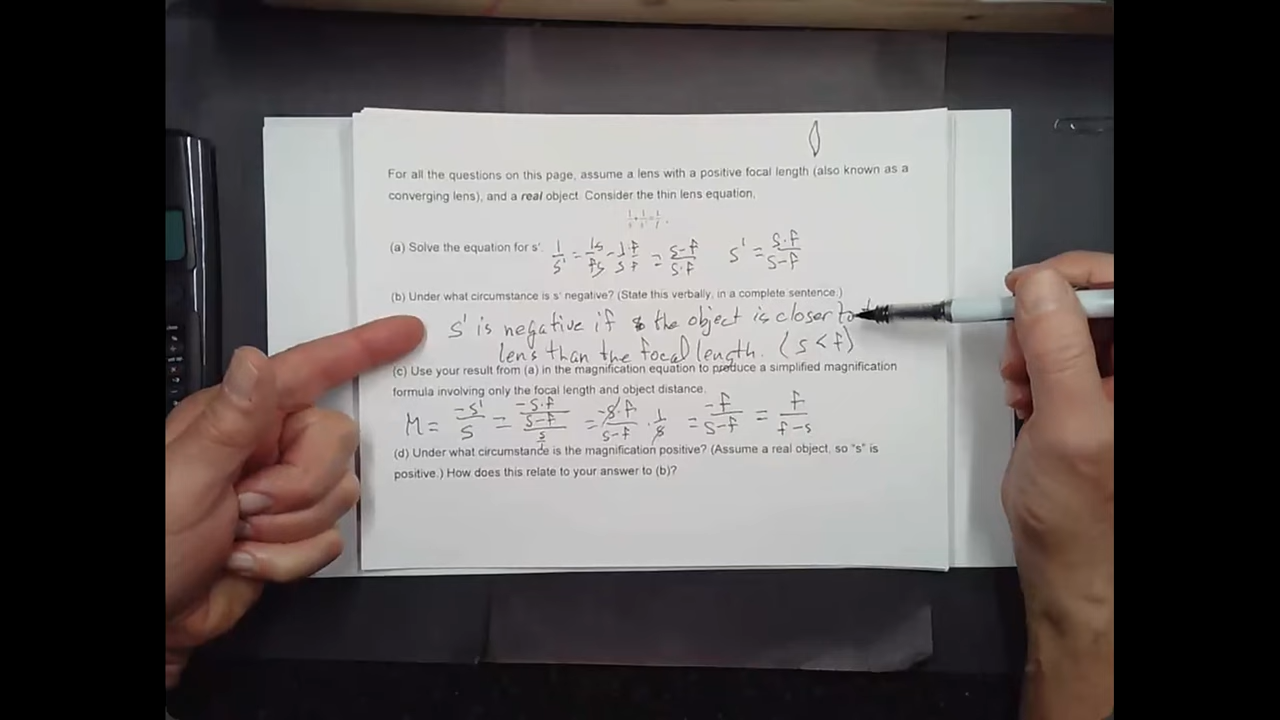 For all the questions on this page, assume a lens with a positive focal length (also known as a
converging lens), and a real object. Consider the thin lens equation,
1/s + 1/s' = 1/f .
(a) Solve the equation for s'. 1/s' = 1s/fs - 1·f/s f = s-f/s·f s' = s·f/s-f
(b) Under what circumstance is s' negative? (State this verbally, in a complete sentence.)
s' is negative if the object is closer to
lens than the focal length. (s < f)
(c) Use your result from (a) in the magnification equation to produce a simplified magnification
formula involving only the focal length and object distance.
M = -s'/s = -s·f/s-f/s/1 = -s·f/s-f · 1/s = -f/s-f = f/f-s
(d) Under what circumstance is the magnification positive? (Assume a real object, so "s" is
positive.) How does this relate to your answer to (b)?